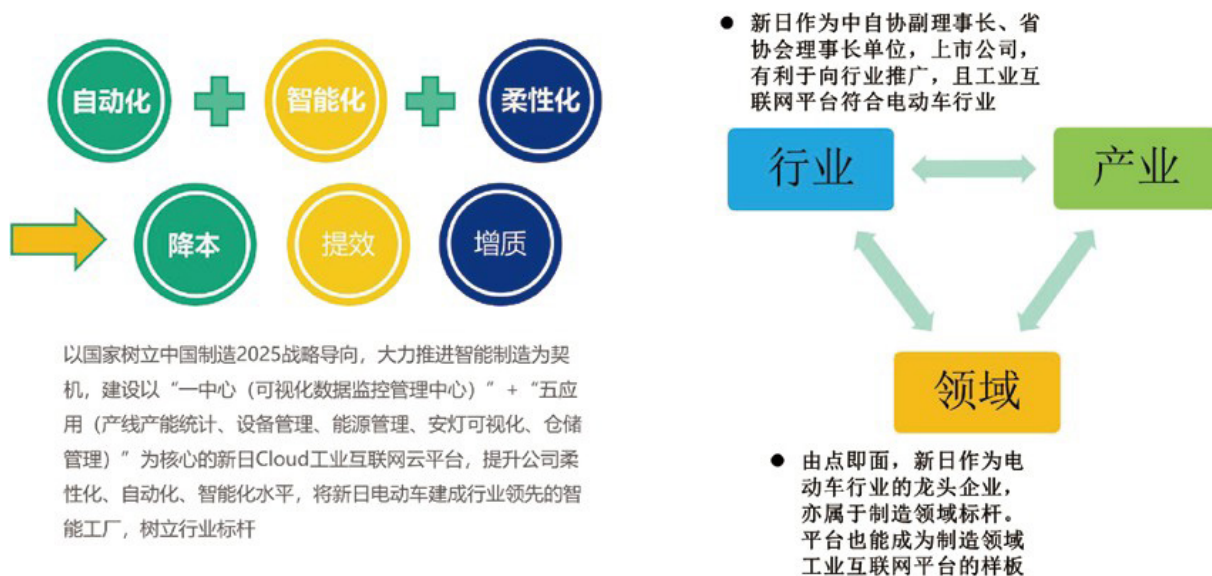 自动化
智能化
柔性化
降本
提效
增质
以国家树立中国制造2025战略导向，大力推进智能制造为契
机，建设以“一中心（可视化数据监控管理中心）”+“五应
用（产线产能统计、设备管理、能源管理、安灯可视化、仓储
管理）”为核心的新日Cloud工业互联网云平台，提升公司柔
性化、自动化、智能化水平，将新日电动车建成行业领先的智
能工厂，树立行业标杆
● 新日作为中自协副理事长、省
协会理事长单位，上市公司，
有利于向行业推广，且工业互
联网平台符合电动车行业
行业
产业
领域
● 由点即面，新日作为电
动车行业的龙头企业，
亦属于制造领域标杆。
平台也能成为制造领域
工业互联网平台的样板